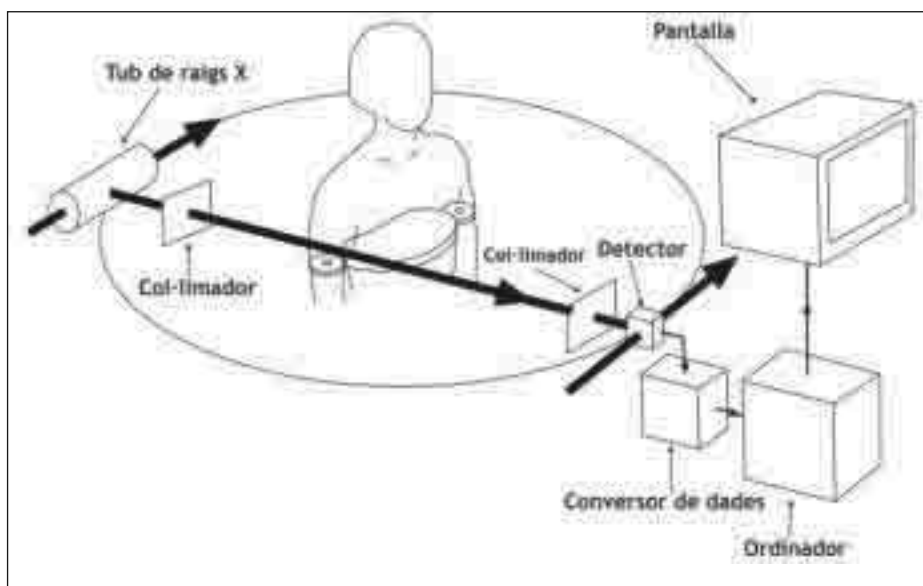 Pantalla
Tub de raigs X
Col·limador
Detector
Col·limador
Conversor de dades
Ordinador